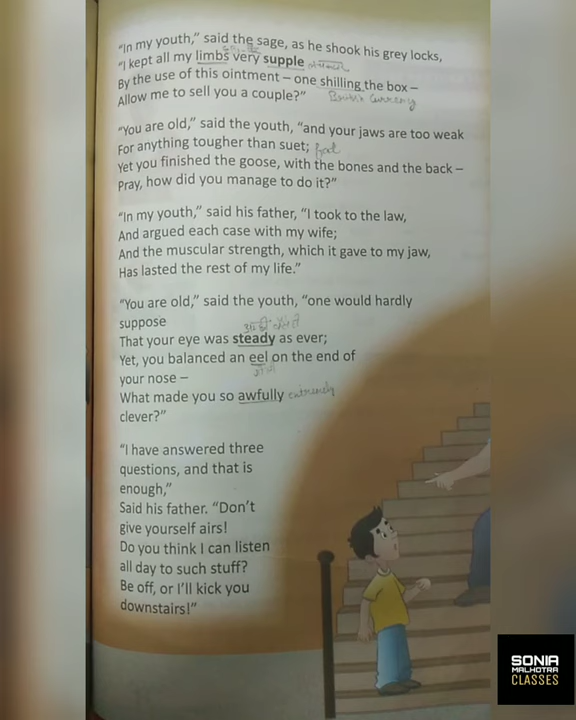 "In my youth," said the sage, as he shook his grey locks,
"I kept all my limbs very supple
By the use of this ointment – one shilling the box –
Allow me to sell you a couple?"
British Currency
"You are old," said the youth, "and your jaws are too weak
For anything tougher than suet;
Yet you finished the goose, with the bones and the back –
Pray, how did you manage to do it?"
"In my youth," said his father, "I took to the law,
And argued each case with my wife;
And the muscular strength, which it gave to my jaw,
Has lasted the rest of my life."
"You are old," said the youth, "one would hardly
suppose
That your eye was steady as ever;
Yet, you balanced an eel on the end of
your nose –
What made you so awfully extremely
clever?"
"I have answered three
questions, and that is
enough,"
Said his father. "Don't
give yourself airs!
Do you think I can listen
all day to such stuff?
Be off, or I'll kick you
downstairs!"
SONIA
MALHOTRA
CLASSES